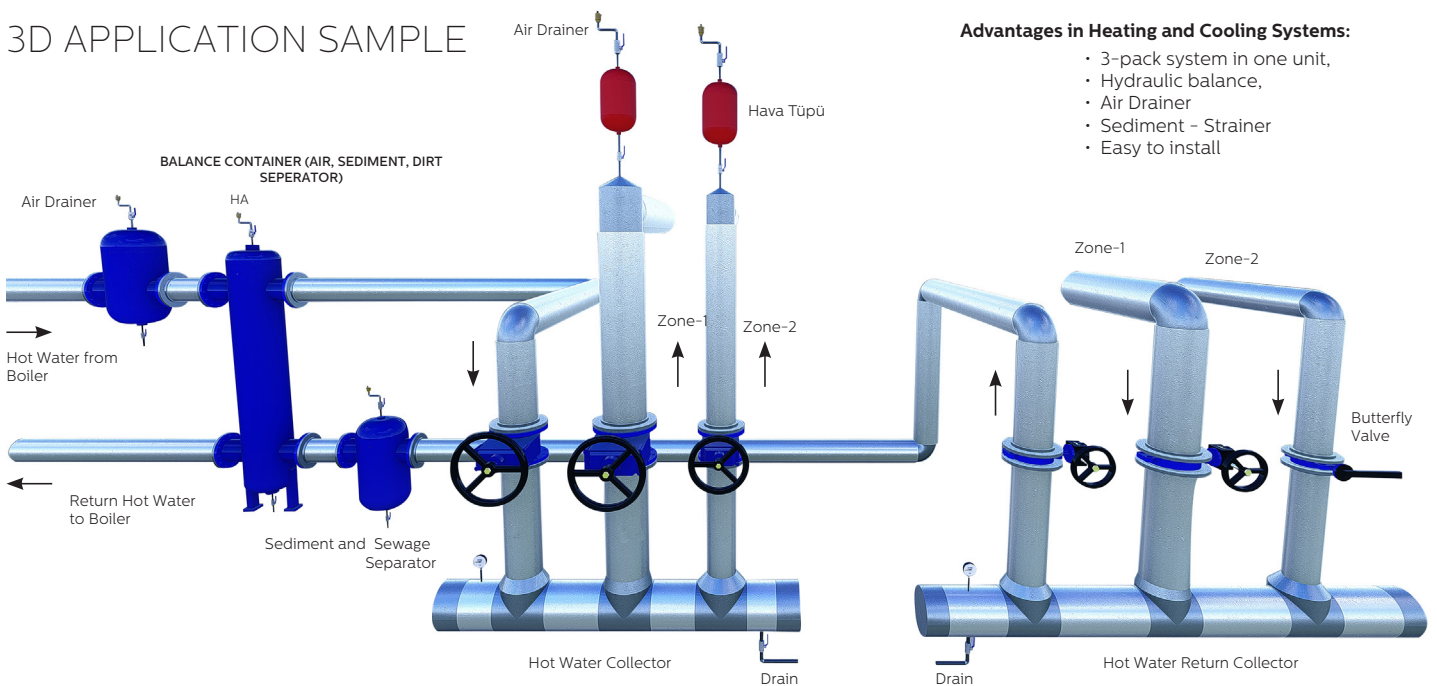 3D APPLICATION SAMPLE
Air Drainer
Advantages in Heating and Cooling Systems:
· 3-pack system in one unit,
· Hydraulic balance,
· Air Drainer
· Sediment - Strainer
· Easy to install
Hava Tüpü
BALANCE CONTAINER (AIR, SEDIMENT, DIRT
SEPERATOR)
Air Drainer
HA
Zone-1
Zone-2
Zone-1
Zone-2
Hot Water from
Boiler
Butterfly
Valve
Return Hot Water
to Boiler
Sediment and Sewage
Separator
Hot Water Collector
Drain
Drain
Hot Water Return Collector